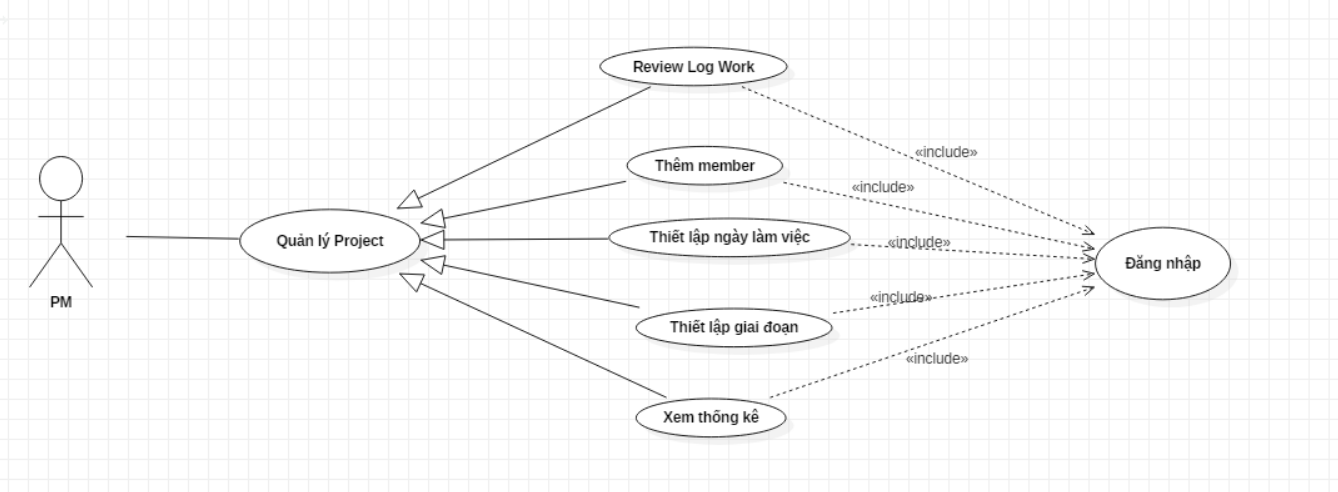 Review Log Work
«include»
Thêm member
«include»
Quản lý Project
Thiết lập ngày làm việc
«include»
Đăng nhập
PM
«include»
Thiết lập giai đoạn
«include»
Xem thống kê